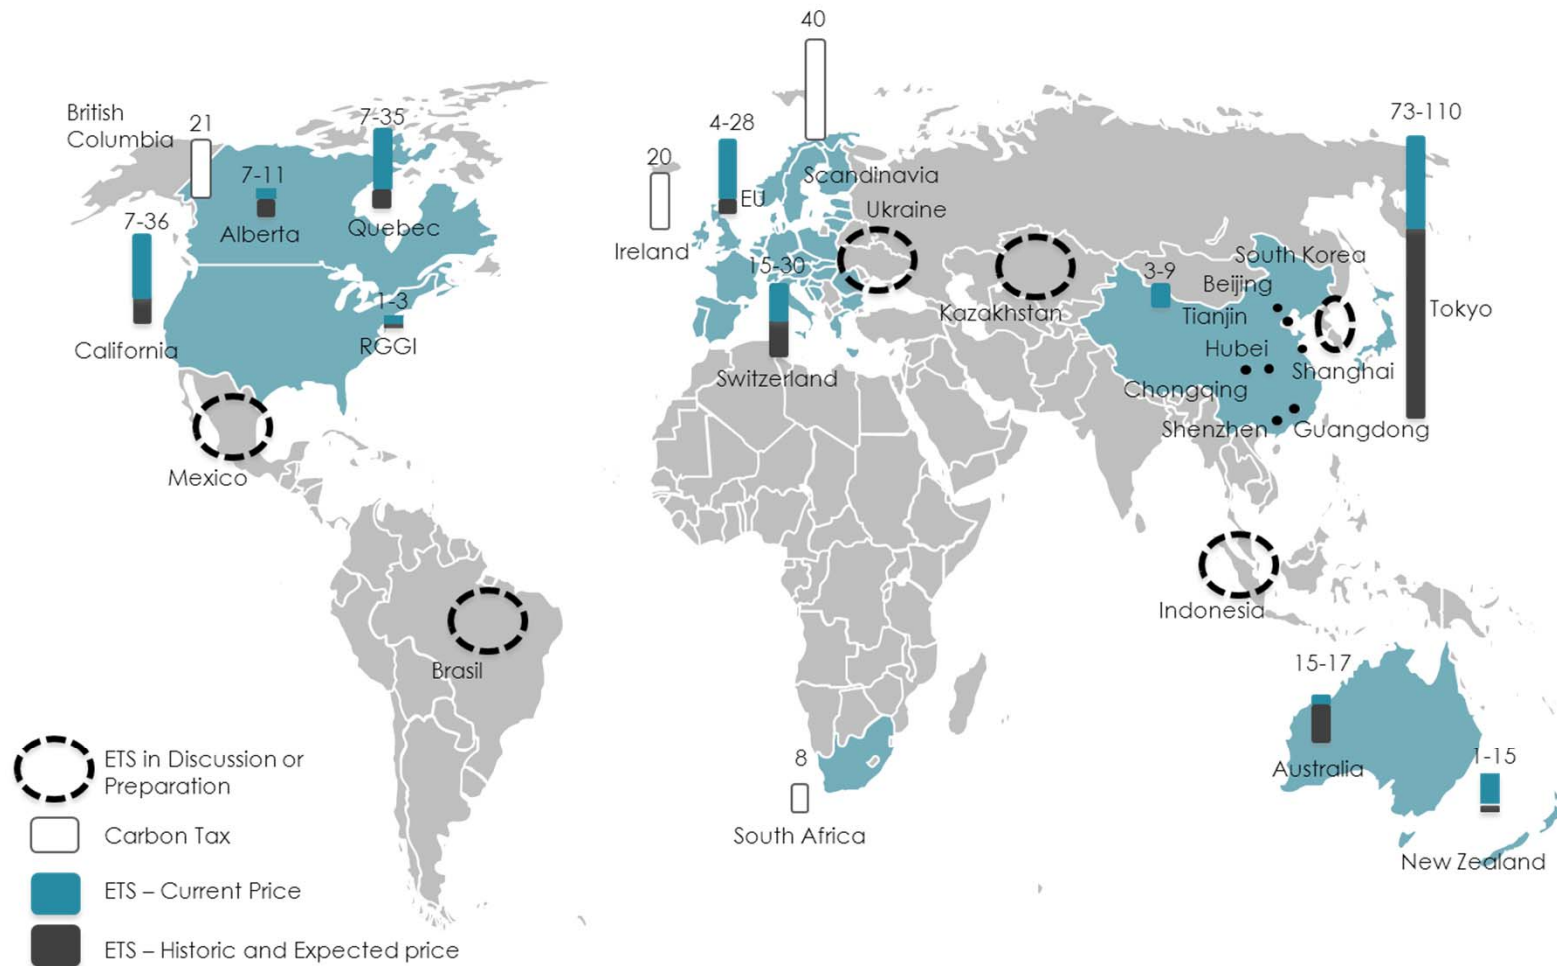 40
British
Columbia
21
7-35
4-28
73-110
7-11
20
Scandinavia
EU
Ukraine
7-36
Alberta
Quebec
Ireland
South Korea
15-30
3-9
Beijing
1-3
Kazakhstan
Tianjin
Tokyo
California
RGGI
Hubei
Switzerland
Shanghai
Chongqing
Shenzhen
Guangdong
Mexico
Indonesia
Brasil
15-17
ETS in Discussion or
Preparation
8
1-15
Australia
Carbon Tax
South Africa
New Zealand
ETS – Current Price
ETS – Historic and Expected price